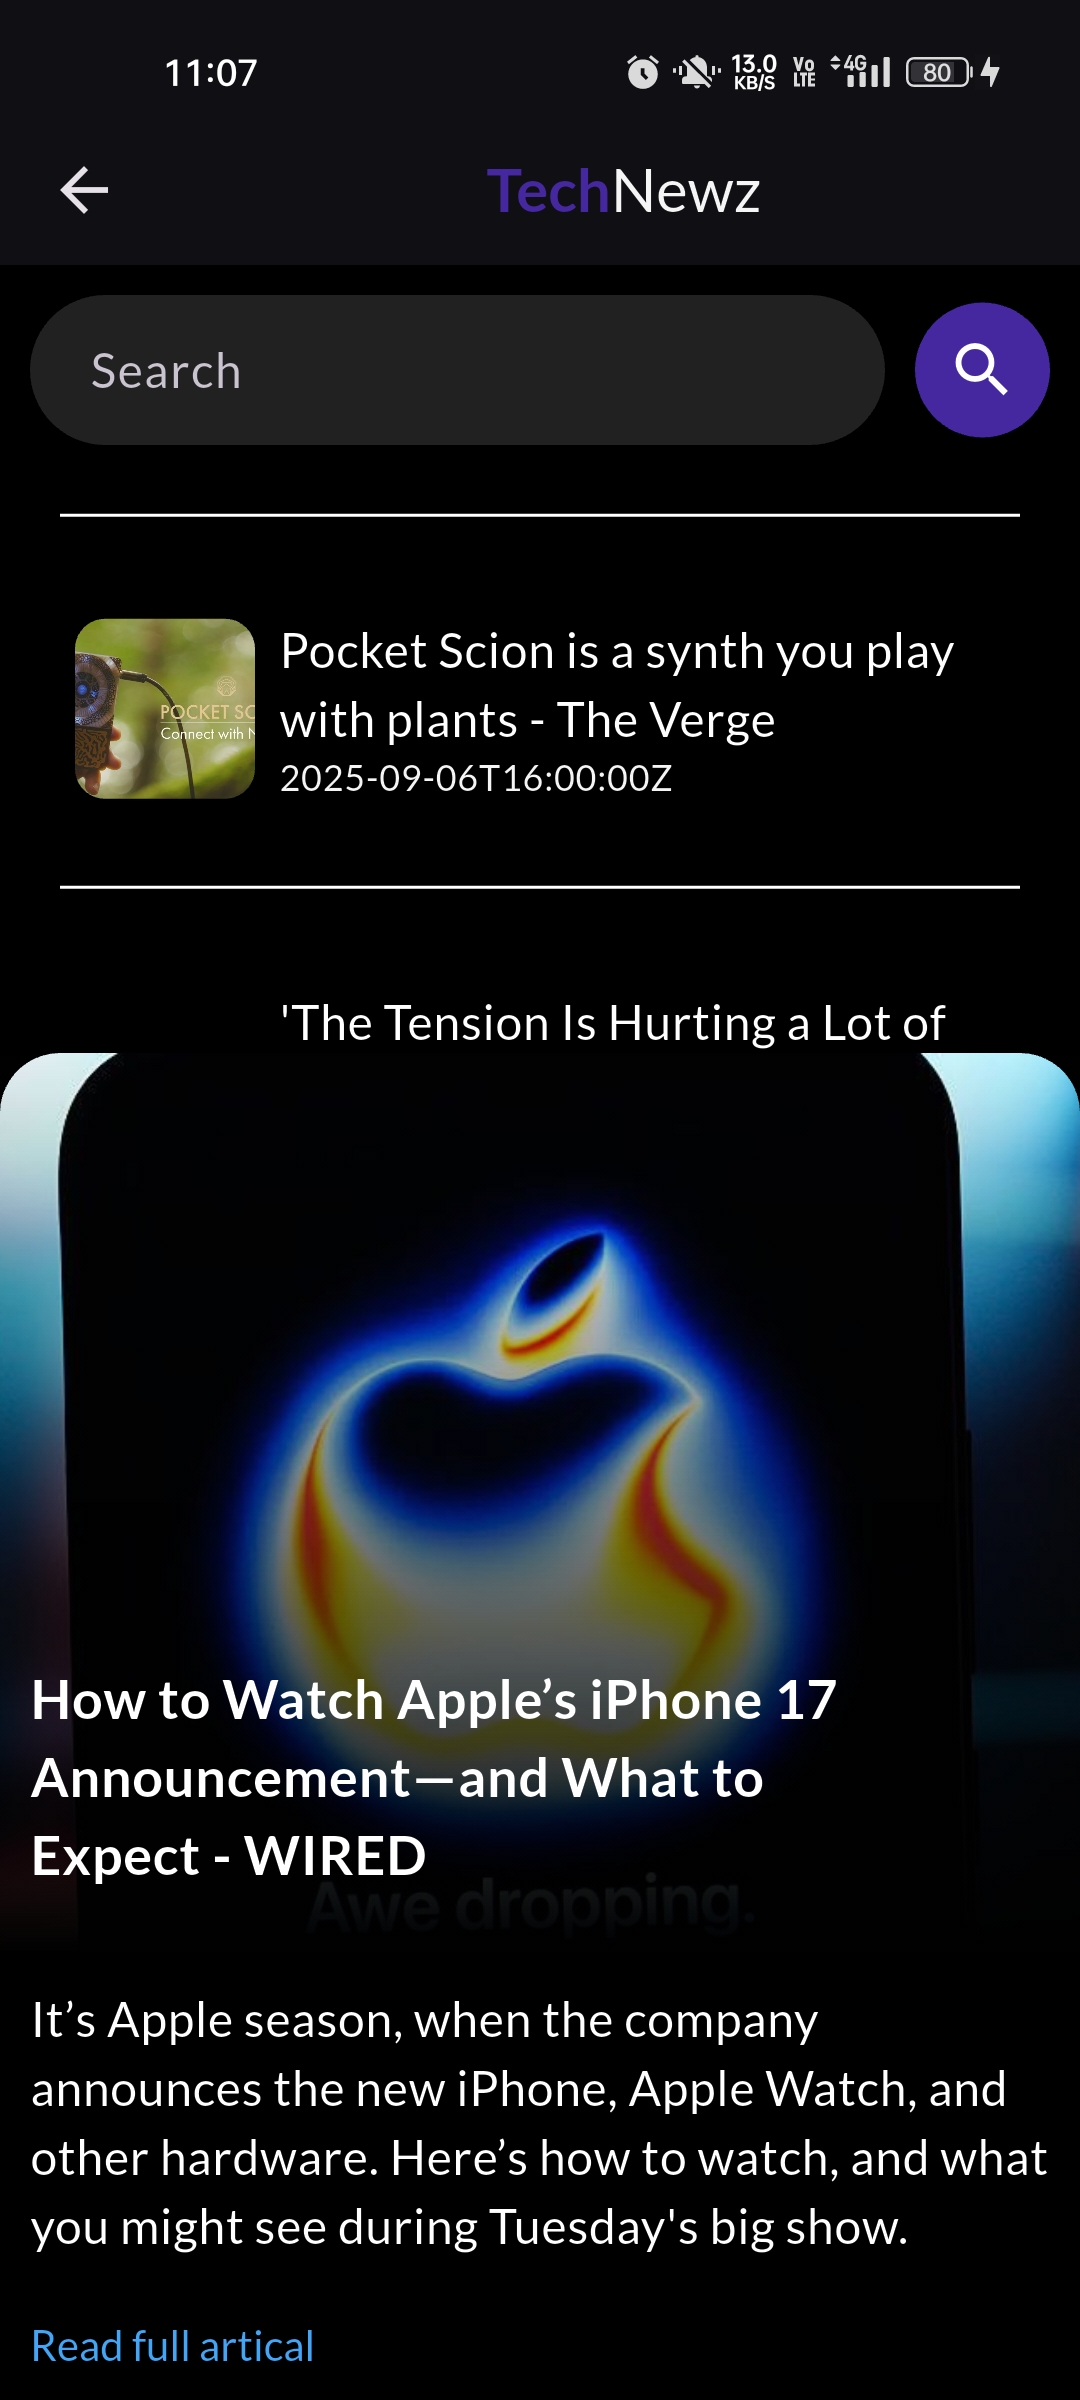 11:07
13.0
KB/S
Vo
LTE
4G
80
TechNewz
Search
Pocket Scion is a synth you play
with plants - The Verge
2025-09-06T16:00:00Z
POCKET SC
Connect with N
'The Tension Is Hurting a Lot of
How to Watch Apple’s iPhone 17
Announcement—and What to
Expect - WIRED
Awe dropping.
It’s Apple season, when the company
announces the new iPhone, Apple Watch, and
other hardware. Here’s how to watch, and what
you might see during Tuesday's big show.
Read full artical